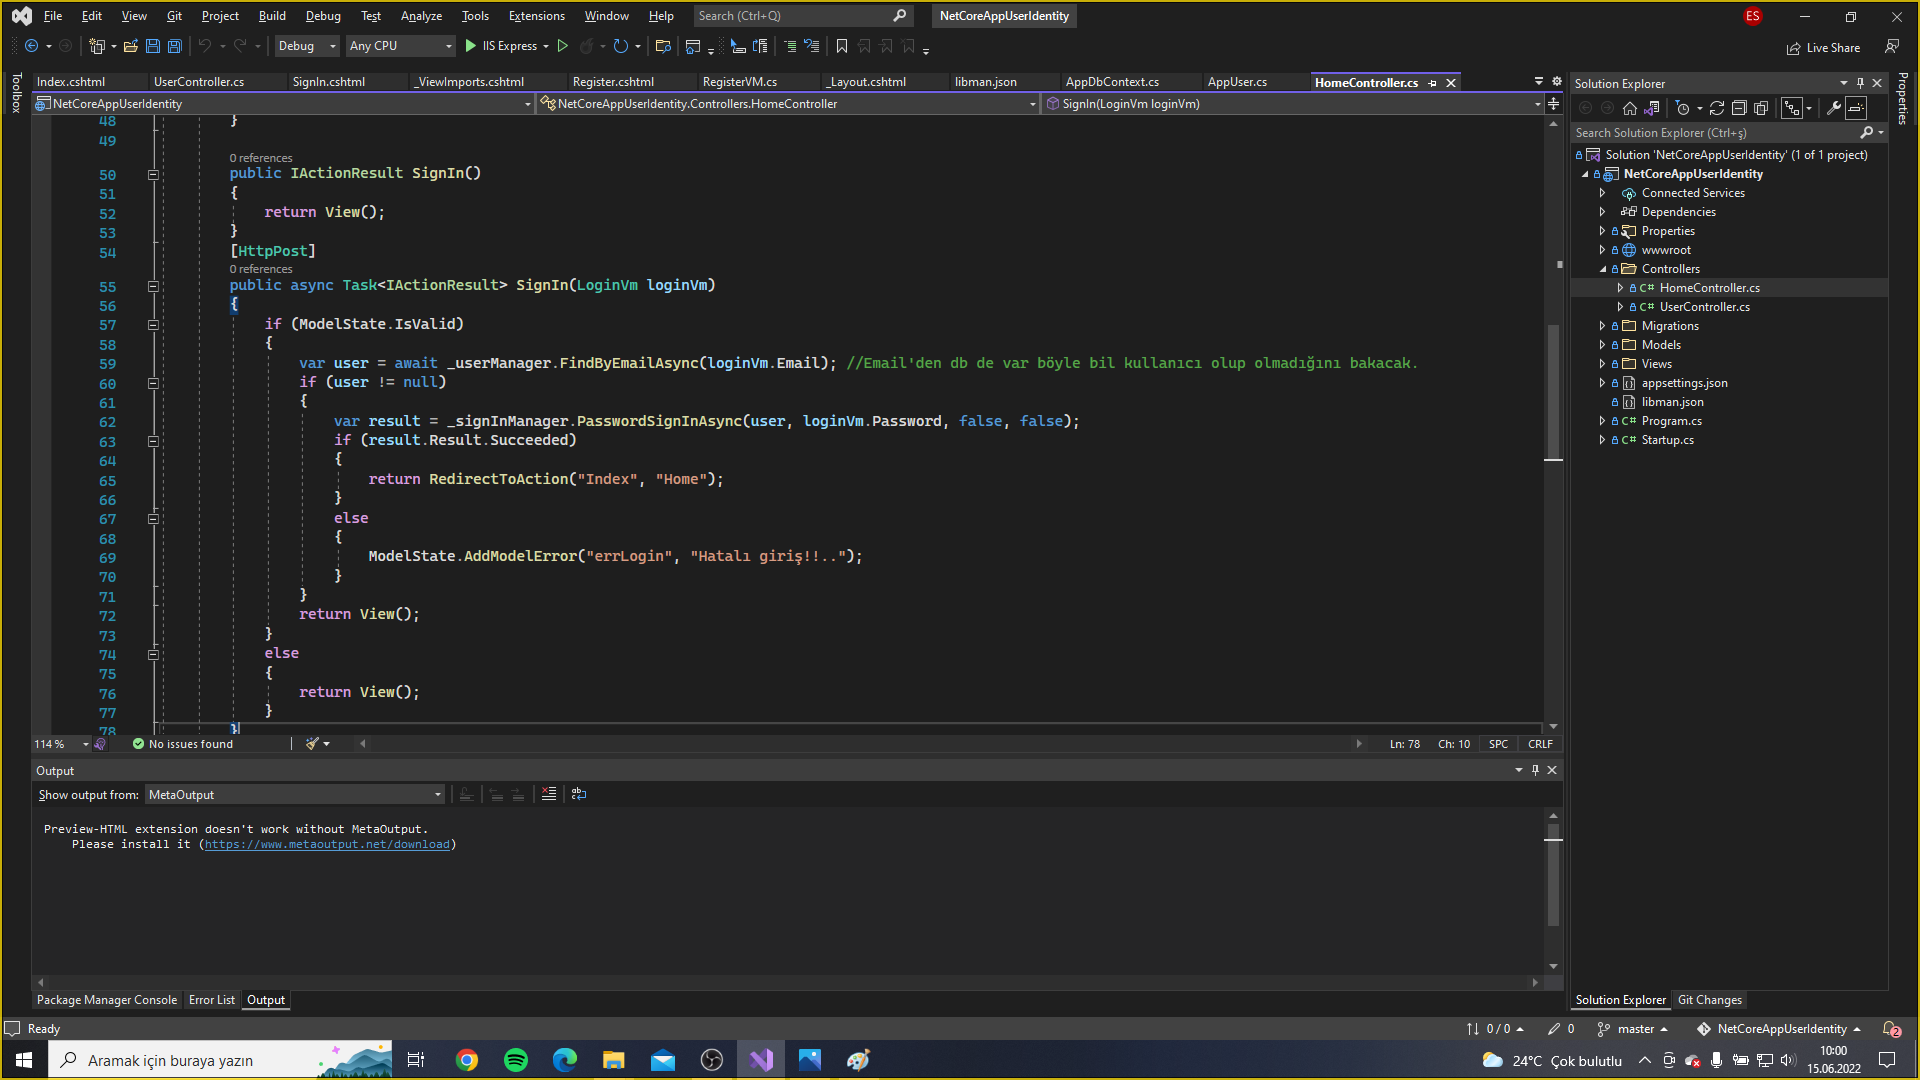 File Edit View Git Project Build Debug Test Analyze Tools Extensions Window Help Search (Ctrl+Q) NetCoreAppUserIdentity ES
Debug Any CPU IIS Express Live Share
Toolbox
Index.cshtml UserController.cs SignIn.cshtml _ViewImports.cshtml Register.cshtml RegisterVM.cs _Layout.cshtml libman.json AppDbContext.cs AppUser.cs HomeController.cs
NetCoreAppUserIdentity NetCoreAppUserIdentity.Controllers.HomeController SignIn(LoginVm loginVm)
48 }
49
0 references
50 public IActionResult SignIn()
51 {
52 return View();
53 }
54 [HttpPost]
0 references
55 public async Task<IActionResult> SignIn(LoginVm loginVm)
56 {
57 if (ModelState.IsValid)
58 {
59 var user = await _userManager.FindByEmailAsync(loginVm.Email); //Email'den db de var böyle bil kullanıcı olup olmadığını bakacak.
60 if (user != null)
61 {
62 var result = _signInManager.PasswordSignInAsync(user, loginVm.Password, false, false);
63 if (result.Result.Succeeded)
64 {
65 return RedirectToAction("Index", "Home");
66 }
67 else
68 {
69 ModelState.AddModelError("errLogin", "Hatalı giriş!!..");
70 }
71 }
72 return View();
73 }
74 else
75 {
76 return View();
77 }
78 }
114 % No issues found Ln: 78 Ch: 10 SPC CRLF
Output
Show output from: MetaOutput
Preview-HTML extension doesn't work without MetaOutput.
Please install it (https://www.metaoutput.net/download)
Package Manager Console Error List Output
Solution Explorer
Search Solution Explorer (Ctrl+ş)
Solution 'NetCoreAppUserIdentity' (1 of 1 project)
NetCoreAppUserIdentity
Connected Services
Dependencies
Properties
wwwroot
Controllers
C# HomeController.cs
C# UserController.cs
Migrations
Models
Views
appsettings.json
libman.json
C# Program.cs
C# Startup.cs
Solution Explorer Git Changes
Properties
Ready 0 / 0 0 master NetCoreAppUserIdentity 2
Aramak için buraya yazın 24°C Çok bulutlu 10:00
15.06.2022